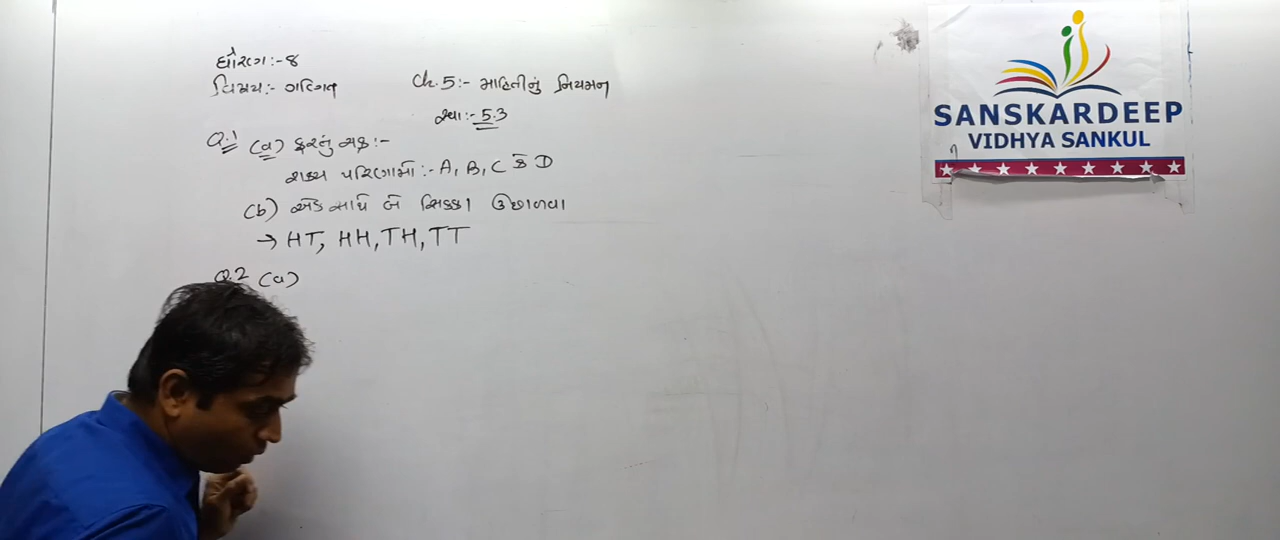 ધોરણ:- ૪
વિષય:- ગણિત
Ch. 5:- માહિતીનું નિયમન
સ્વા:- 5.3
Q.1 (a) ફરતું ચક્ર:-
શક્ય પરિણામો:- A, B, C કે D
(b) એક સાથે બે સિક્કા ઉછાળવા
→ HT, HH, TH, TT
Q.2 (a)
SANSKARDEEP
VIDHYA SANKUL